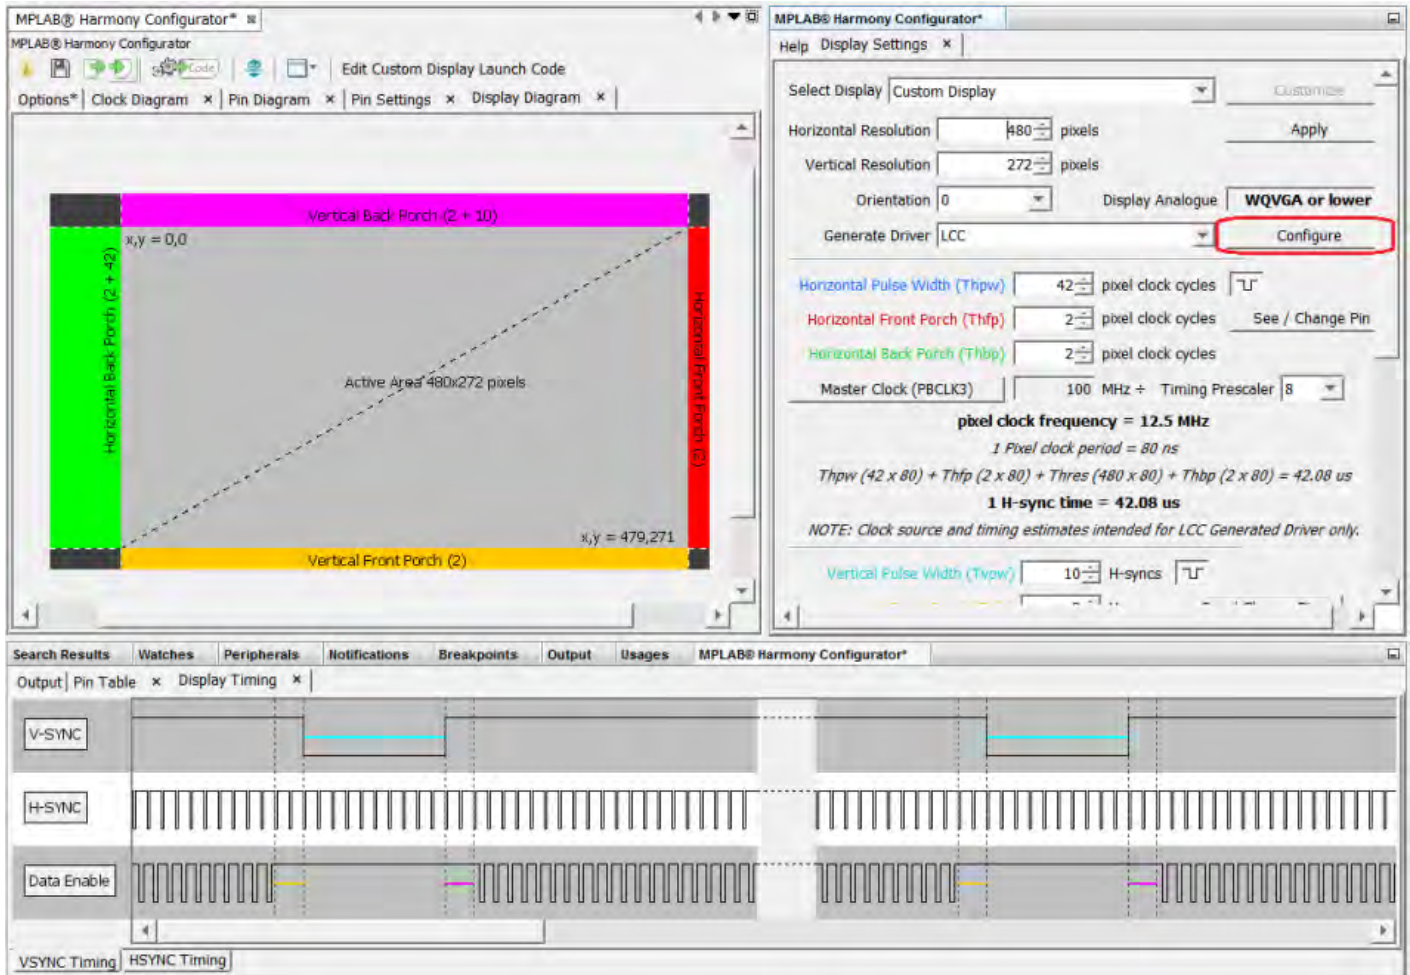 MPLAB® Harmony Configurator*
MPLAB® Harmony Configurator
Code
Edit Custom Display Launch Code
Options* Clock Diagram × Pin Diagram × Pin Settings × Display Diagram ×
Vertical Back Porch (2 + 10)
x,y = 0,0
Horizontal Back Porch (2 + 42)
Active Area 480x272 pixels
Horizontal Front Porch (2)
x,y = 479,271
Vertical Front Porch (2)
MPLAB® Harmony Configurator*
Help Display Settings ×
Select Display Custom Display Customize
Horizontal Resolution 480 pixels Apply
Vertical Resolution 272 pixels
Orientation 0 Display Analogue WQVGA or lower
Generate Driver LCC Configure
Horizontal Pulse Width (Thpw) 42 pixel clock cycles
Horizontal Front Porch (Thfp) 2 pixel clock cycles See / Change Pin
Horizontal Back Porch (Thbp) 2 pixel clock cycles
Master Clock (PBCLK3) 100 MHz ÷ Timing Prescaler 8
pixel clock frequency = 12.5 MHz
1 Pixel clock period = 80 ns
Thpw (42 x 80) + Thfp (2 x 80) + Thres (480 x 80) + Thbp (2 x 80) = 42.08 us
1 H-sync time = 42.08 us
NOTE: Clock source and timing estimates intended for LCC Generated Driver only.
Vertical Pulse Width (Tvpw) 10 H-syncs
Search Results Watches Peripherals Notifications Breakpoints Output Usages MPLAB® Harmony Configurator*
Output Pin Table × Display Timing ×
V-SYNC
H-SYNC
Data Enable
VSYNC Timing HSYNC Timing